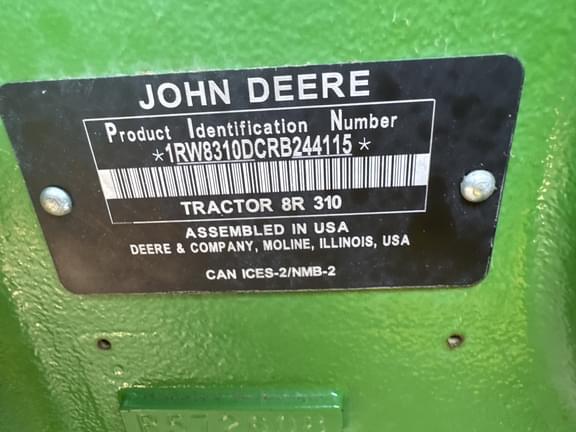 JOHN DEERE
Product Identification Number
*1RW8310DCRB244115*
TRACTOR 8R 310
ASSEMBLED IN USA
DEERE & COMPANY, MOLINE, ILLINOIS, USA
CAN ICES-2/NMB-2